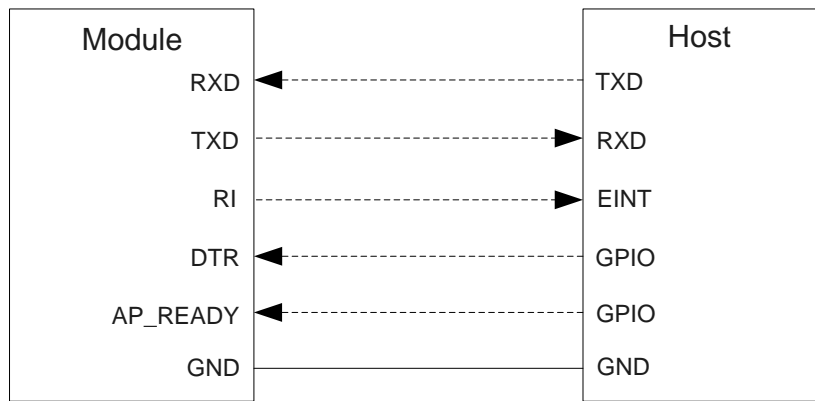 Module Host
RXD TXD
TXD RXD
RI EINT
DTR GPIO
AP_READY GPIO
GND GND